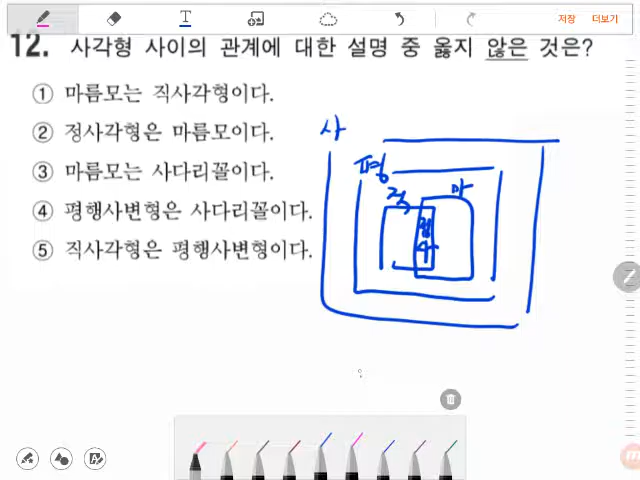 저장 더보기
12. 사각형 사이의 관계에 대한 설명 중 옳지 않은 것은?
① 마름모는 직사각형이다.
② 정사각형은 마름모이다.
③ 마름모는 사다리꼴이다.
④ 평행사변형은 사다리꼴이다.
⑤ 직사각형은 평행사변형이다.
사
평
직 마
정
사